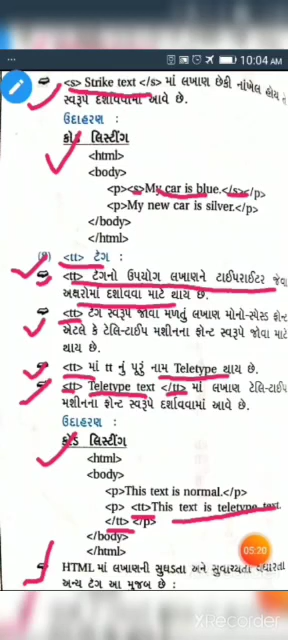 10:04 AM
<s> Strike text </s> માં લખાણ છેકી નાંખેલ હોય તે
સ્વરૂપે દર્શાવવામાં આવે છે.
ઉદાહરણ :
કોડ લિસ્ટીંગ
<html>
<body>
<p><s>My car is blue.</s></p>
<p>My new car is silver.</p>
</body>
</html>
<tt> ટેગ :
<tt> ટેગનો ઉપયોગ લખાણને ટાઈપરાઈટર જેવા
અક્ષરોમાં દર્શાવવા માટે થાય છે.
<tt> ટેગ સ્વરૂપે જોવા મળતું લખાણ મોનો-સ્પેસ્ડ ફોન્ટ
એટલે કે ટેલિ-ટાઈપ મશીનના ફોન્ટ સ્વરૂપે જોવા માટે
થાય છે.
<tt> માં tt નું પૂરું નામ Teletype થાય છે.
<tt> Teletype text </tt> માં લખાણ ટેલિ-ટાઈપ
મશીનના ફોન્ટ સ્વરૂપે દર્શાવવામાં આવે છે.
ઉદાહરણ :
કોડ લિસ્ટીંગ
<html>
<body>
<p>This text is normal.</p>
<p> <tt>This text is teletype text.
</tt> </p>
</body>
</html>
05:20
HTML માં લખાણની સુઘડતા અને સુવાચ્યતા વધારતા
અન્ય ટેગ આ મુજબ છે :
XRecorder